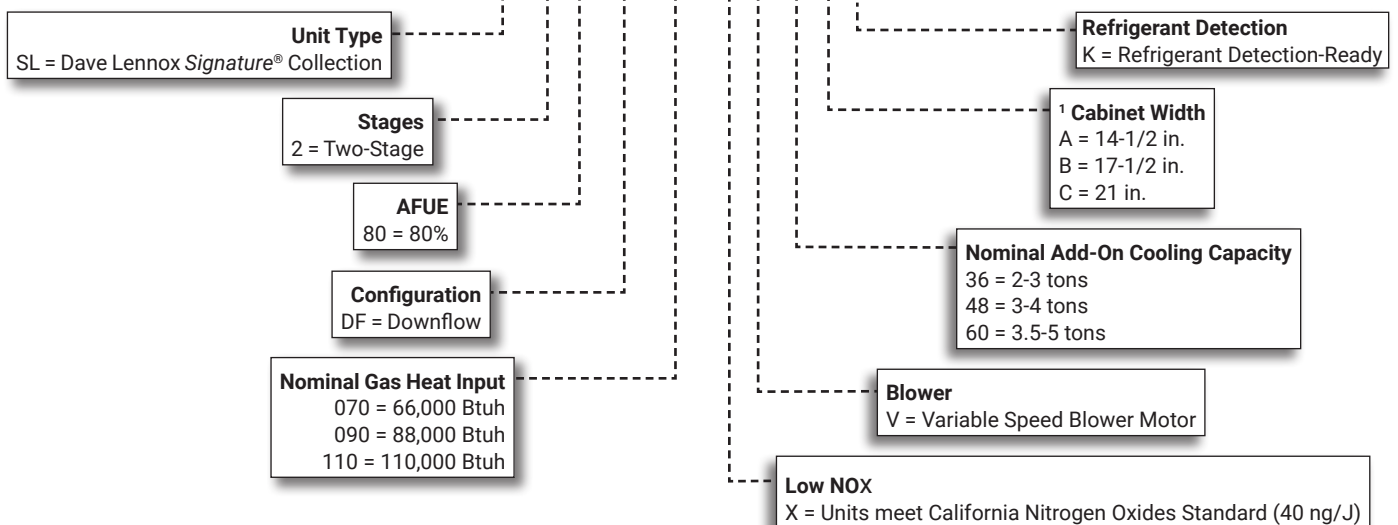 Unit Type
SL = Dave Lennox Signature® Collection
Stages
2 = Two-Stage
AFUE
80 = 80%
Configuration
DF = Downflow
Nominal Gas Heat Input
070 = 66,000 Btuh
090 = 88,000 Btuh
110 = 110,000 Btuh
Refrigerant Detection
K = Refrigerant Detection-Ready
¹ Cabinet Width
A = 14-1/2 in.
B = 17-1/2 in.
C = 21 in.
Nominal Add-On Cooling Capacity
36 = 2-3 tons
48 = 3-4 tons
60 = 3.5-5 tons
Blower
V = Variable Speed Blower Motor
Low NOX
X = Units meet California Nitrogen Oxides Standard (40 ng/J)